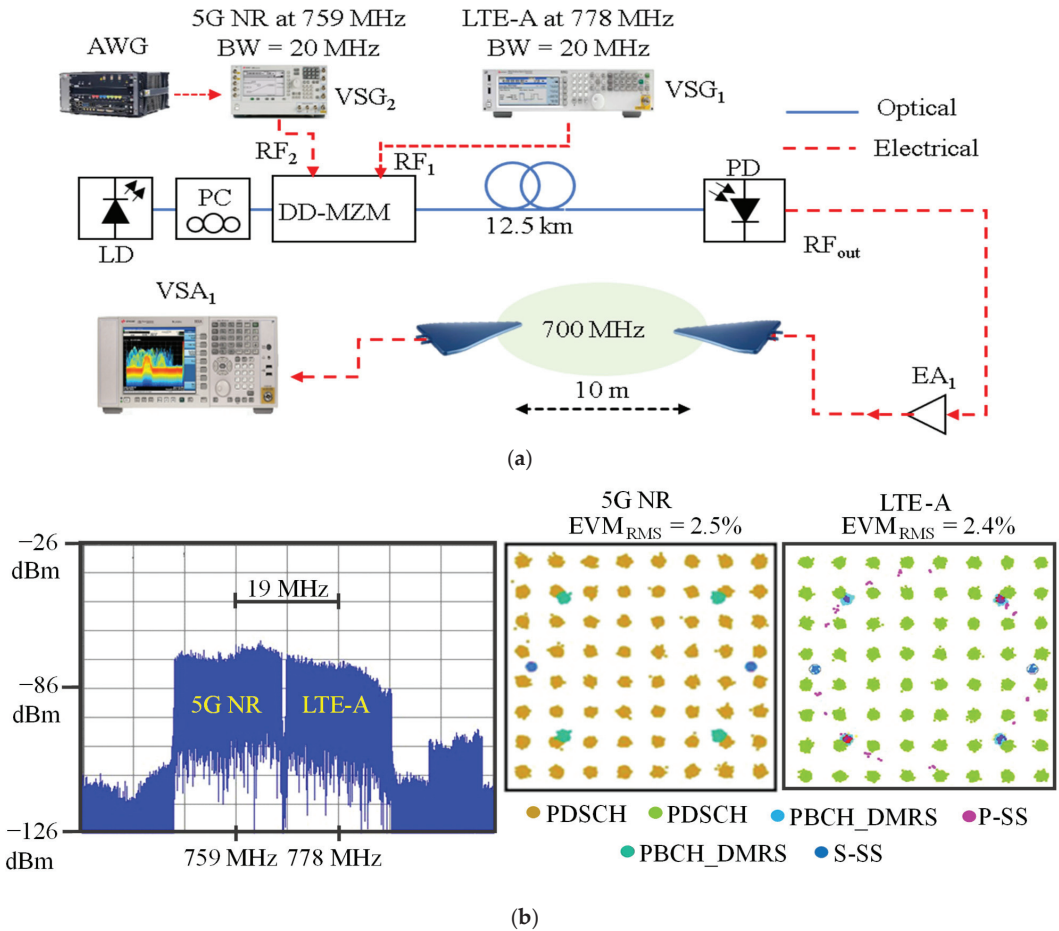 5G NR at 759 MHz
BW = 20 MHz
LTE-A at 778 MHz
BW = 20 MHz
AWG
VSG2
VSG1
Optical
Electrical
RF2
RF1
PC
DD-MZM
LD
12.5 km
PD
RFout
VSA1
700 MHz
10 m
EA1
(a)
5G NR
EVMRMS = 2.5%
LTE-A
EVMRMS = 2.4%
−26
dBm
19 MHz
5G NR
LTE-A
−86
dBm
−126
dBm
759 MHz
778 MHz
PDSCH
PDSCH
PBCH_DMRS
P-SS
PBCH_DMRS
S-SS
(b)